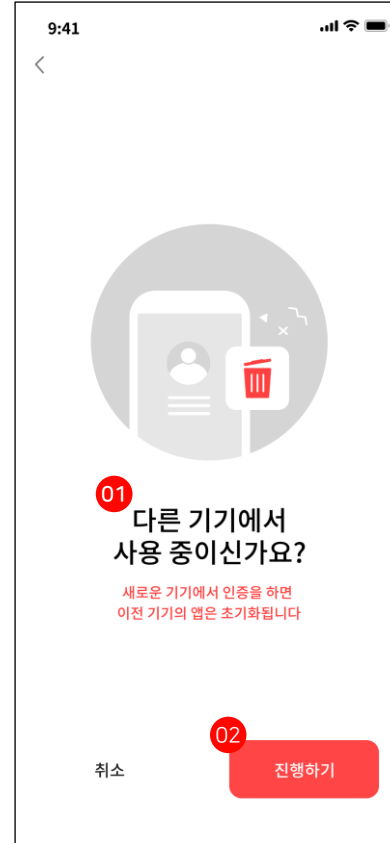 9:41
01
다른 기기에서
사용 중이신가요?
새로운 기기에서 인증을 하면
이전 기기의 앱은 초기화됩니다
02
취소
진행하기